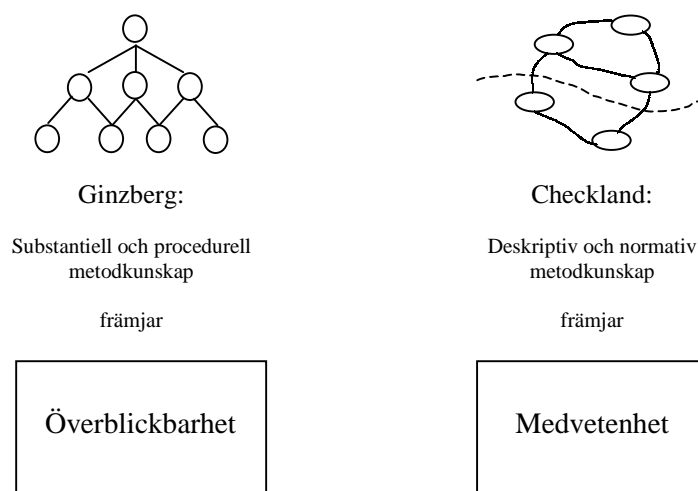 Ginzberg:
Substantiell och procedurell
metodkunskap
främjar
Överblickbarhet
Checkland:
Deskriptiv och normativ
metodkunskap
främjar
Medvetenhet